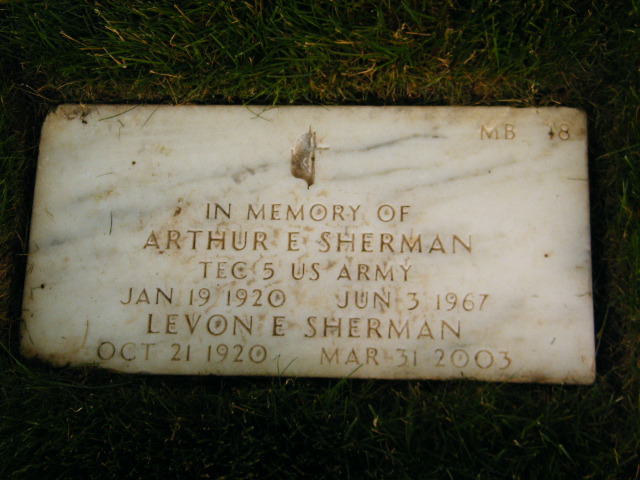 MB 18
IN MEMORY OF
ARTHUR E SHERMAN
TEC 5 US ARMY
JAN 19 1920 JUN 3 1967
LEVON E SHERMAN
OCT 21 1920 MAR 31 2003